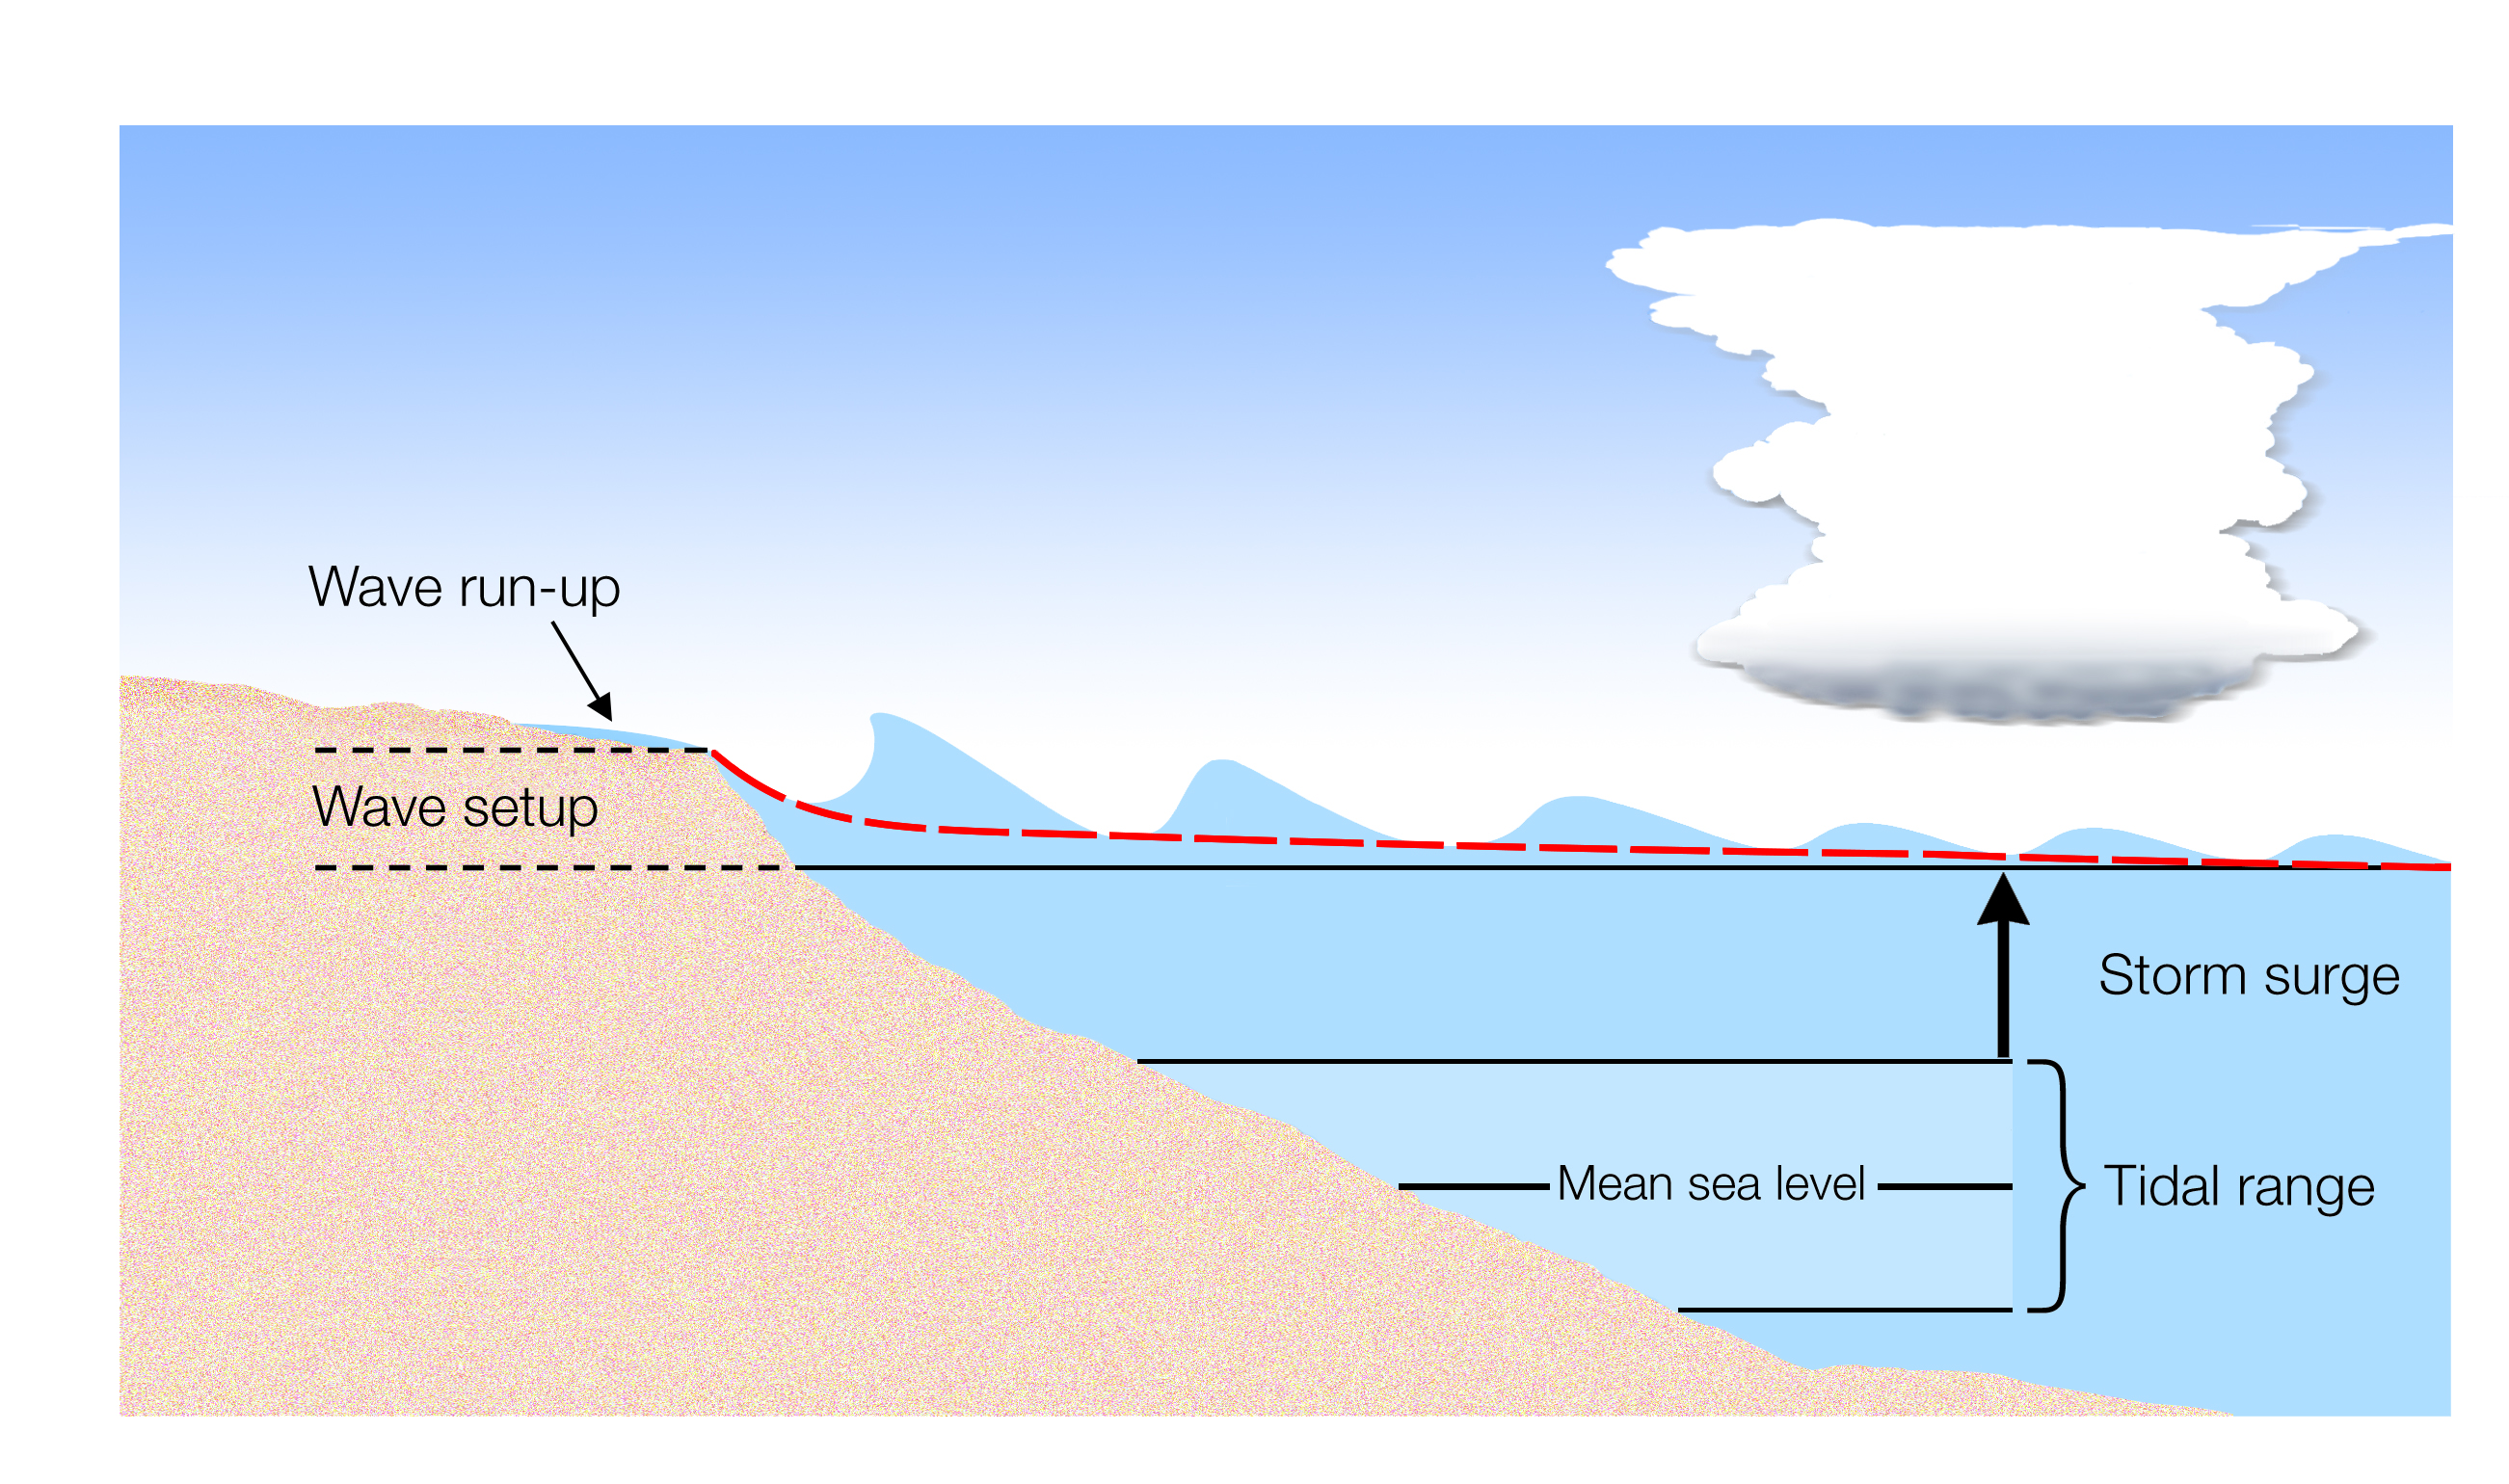 Wave run-up
Wave setup
Storm surge
Mean sea level
Tidal range